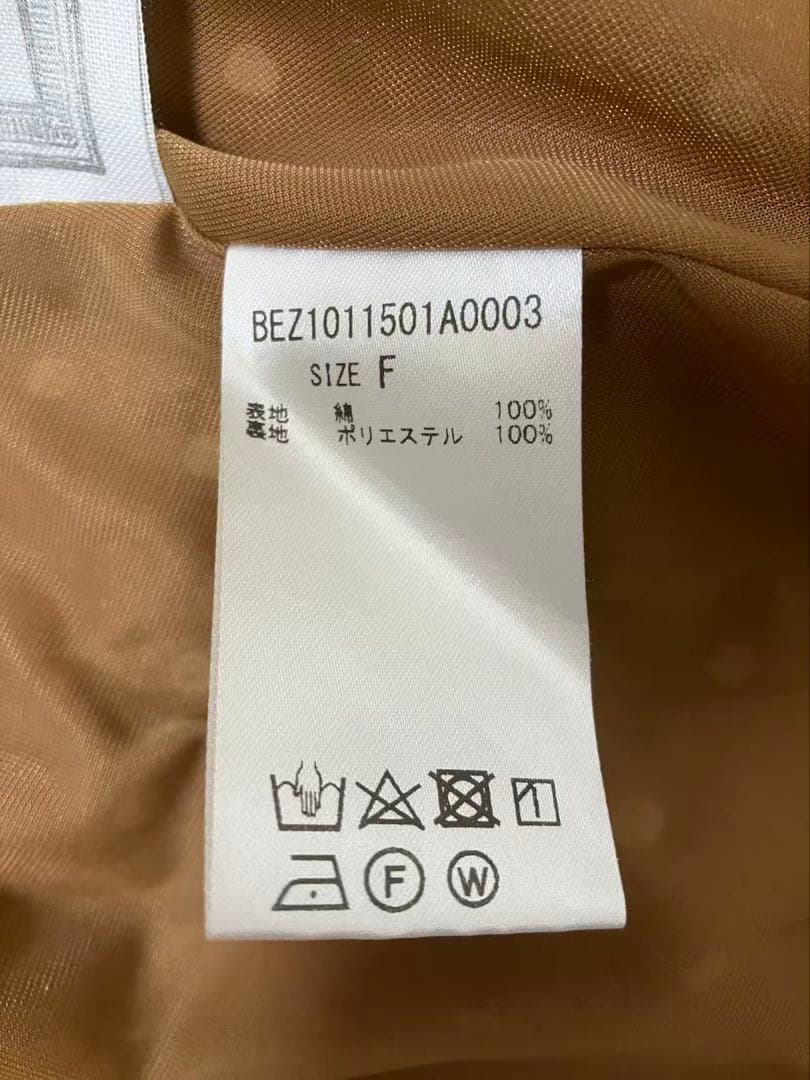 BEZ1011501A0003
SIZE F
表地 綿 100%
裏地 ポリエステル 100%
F W